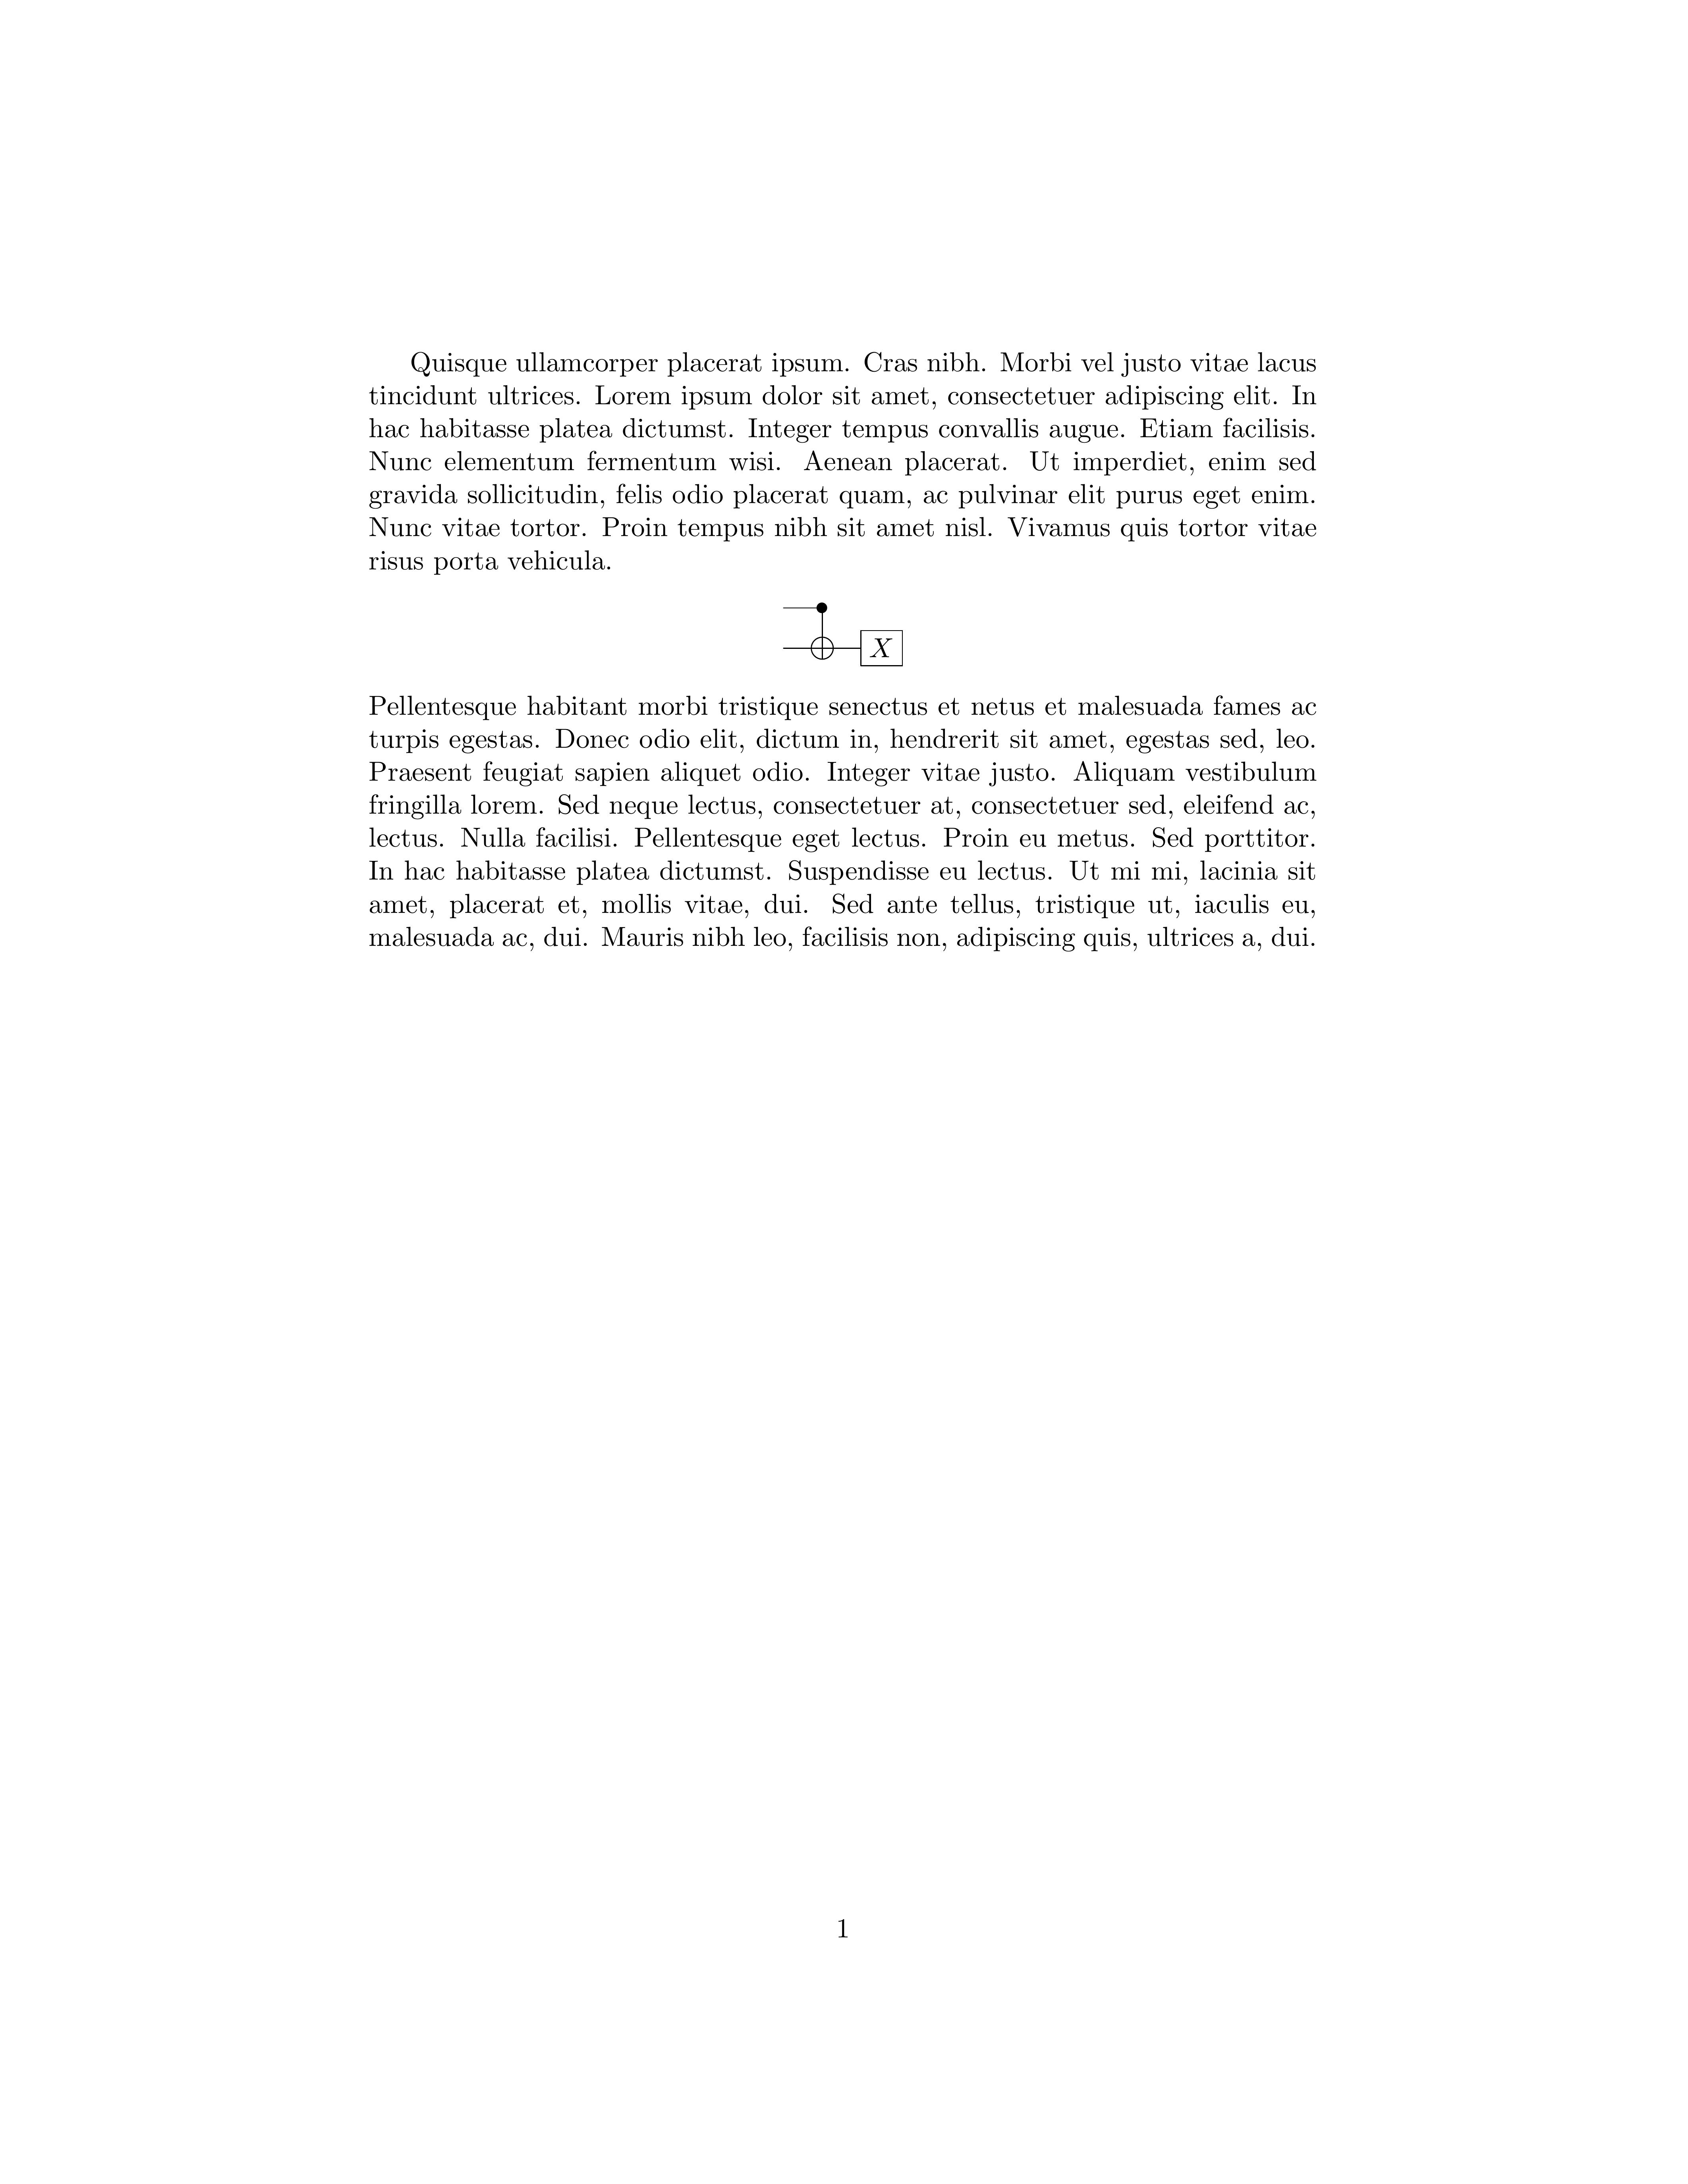 Quisque ullamcorper placerat ipsum. Cras nibh. Morbi vel justo vitae lacus
tincidunt ultrices. Lorem ipsum dolor sit amet, consectetuer adipiscing elit. In
hac habitasse platea dictumst. Integer tempus convallis augue. Etiam facilisis.
Nunc elementum fermentum wisi. Aenean placerat. Ut imperdiet, enim sed
gravida sollicitudin, felis odio placerat quam, ac pulvinar elit purus eget enim.
Nunc vitae tortor. Proin tempus nibh sit amet nisl. Vivamus quis tortor vitae
risus porta vehicula.
X
Pellentesque habitant morbi tristique senectus et netus et malesuada fames ac
turpis egestas. Donec odio elit, dictum in, hendrerit sit amet, egestas sed, leo.
Praesent feugiat sapien aliquet odio. Integer vitae justo. Aliquam vestibulum
fringilla lorem. Sed neque lectus, consectetuer at, consectetuer sed, eleifend ac,
lectus. Nulla facilisi. Pellentesque eget lectus. Proin eu metus. Sed porttitor.
In hac habitasse platea dictumst. Suspendisse eu lectus. Ut mi mi, lacinia sit
amet, placerat et, mollis vitae, dui. Sed ante tellus, tristique ut, iaculis eu,
malesuada ac, dui. Mauris nibh leo, facilisis non, adipiscing quis, ultrices a, dui.
1